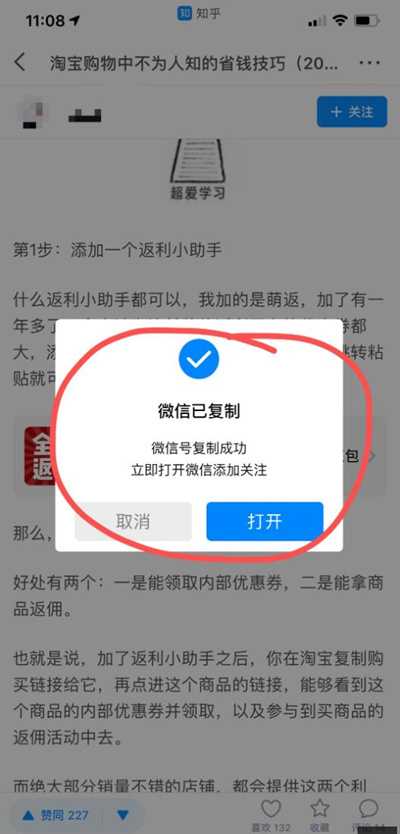 11:08
知 知乎
淘宝购物中不为人知的省钱技巧（20...
+ 关注
超爱学习
第1步：添加一个返利小助手
什么返利小助手都可以，我加的是萌返，加了有一
年多了
券都
大，
跳转粘
贴就可
微信已复制
微信号复制成功
立即打开微信添加关注
取消
打开
全
返
包
那么，
好处有两个：一是能领取内部优惠券，二是能拿商
品返佣。
也就是说，加了返利小助手之后，你在淘宝复制购
买链接给它，再点进这个商品的链接，能够看到这
个商品的内部优惠券并领取，以及参与到买商品的
返佣活动中去。
而绝大部分销量不错的店铺，都会提供这两个利
赞同 227
喜欢 132
收藏